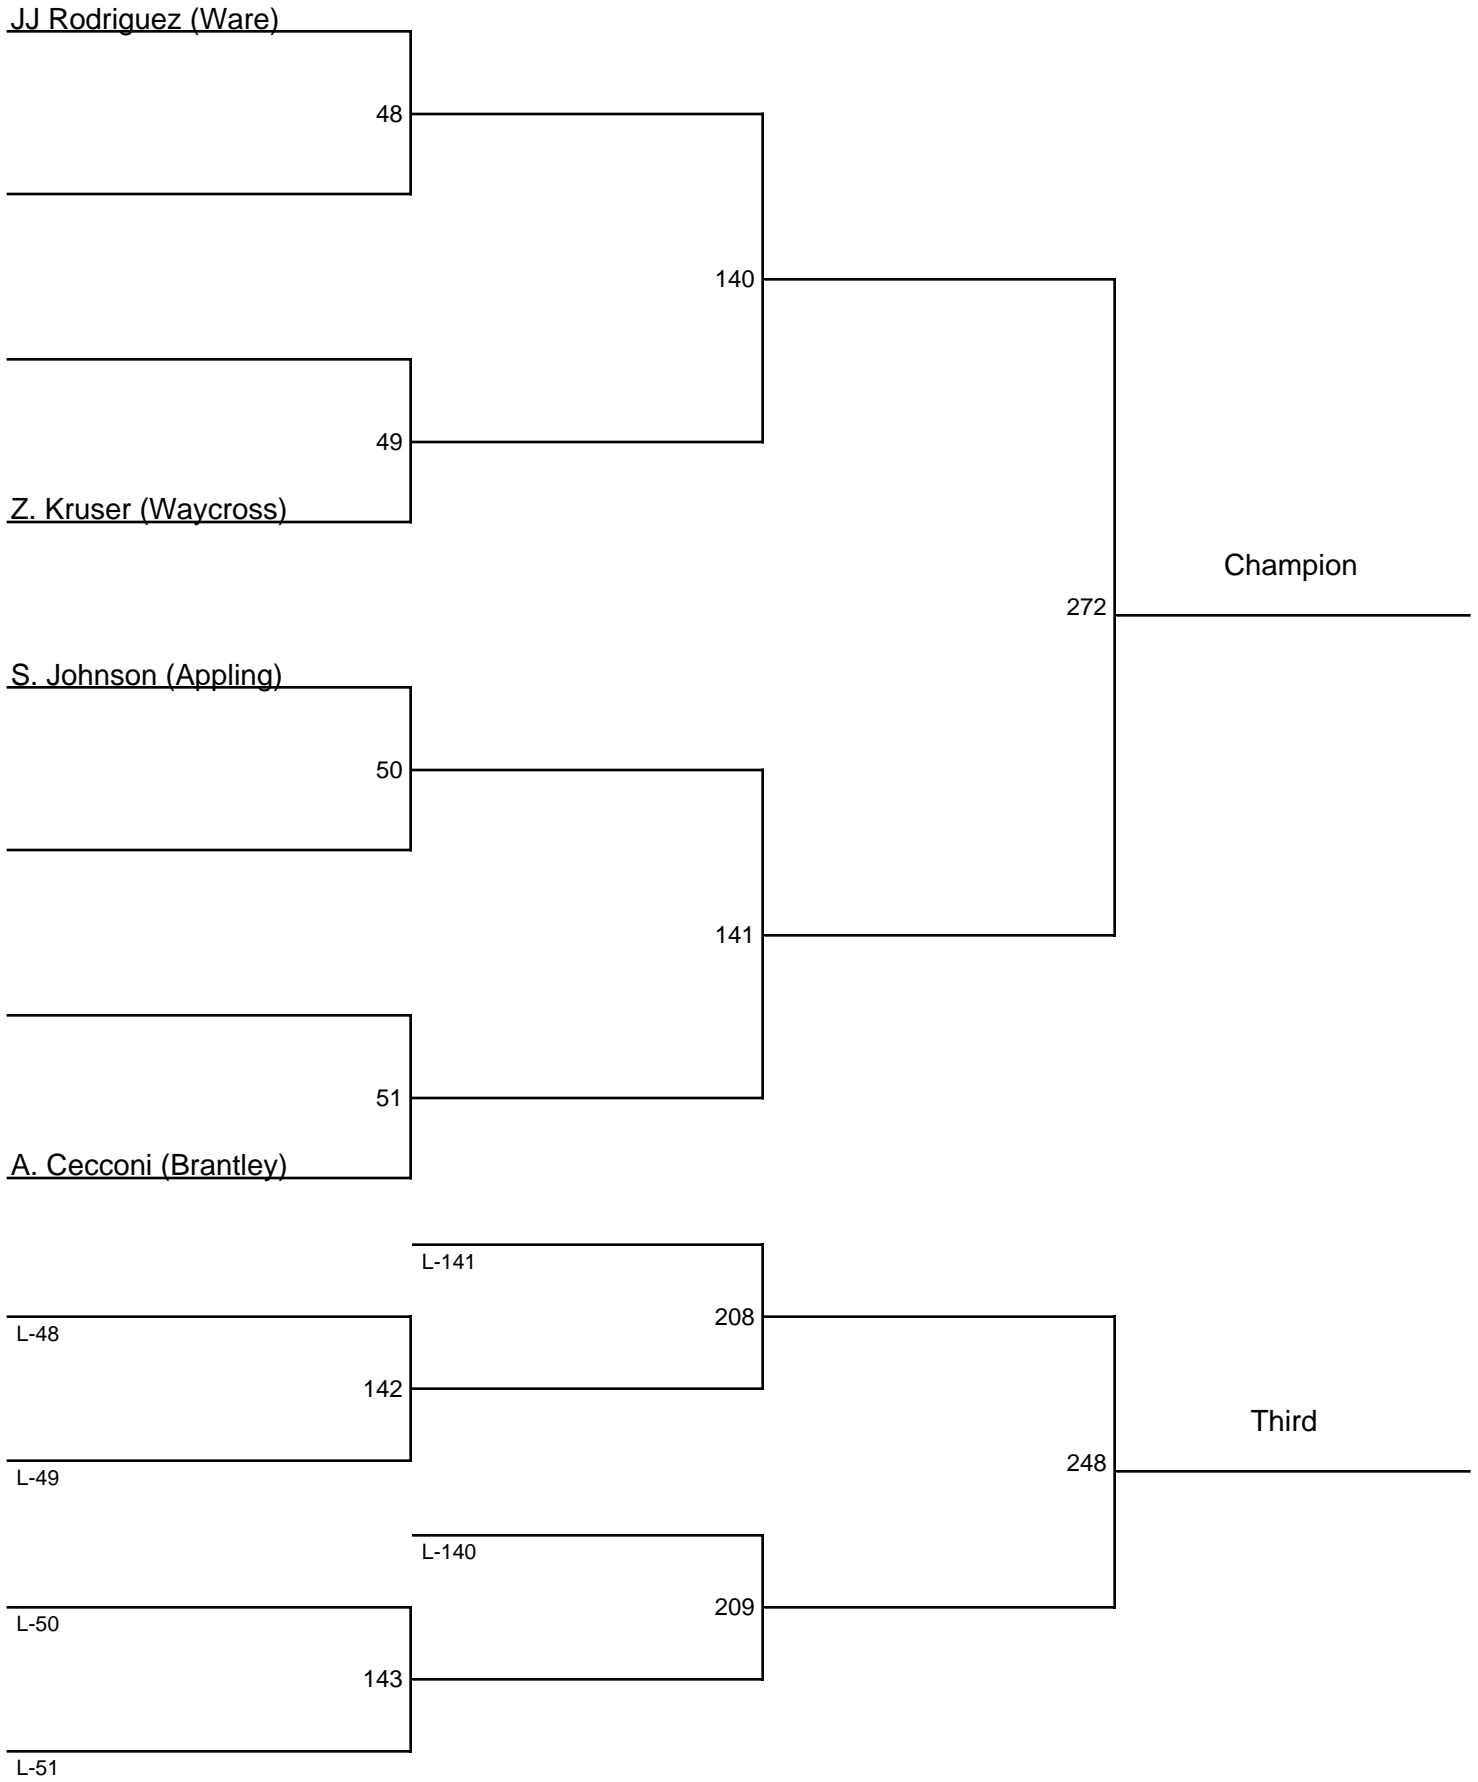 JJ Rodriguez (Ware)
48
140
49
Z. Kruser (Waycross)
Champion
272
S. Johnson (Appling)
50
141
51
A. Cecconi (Brantley)
L-141
208
L-48
142
Third
248
L-49
L-140
209
L-50
143
L-51